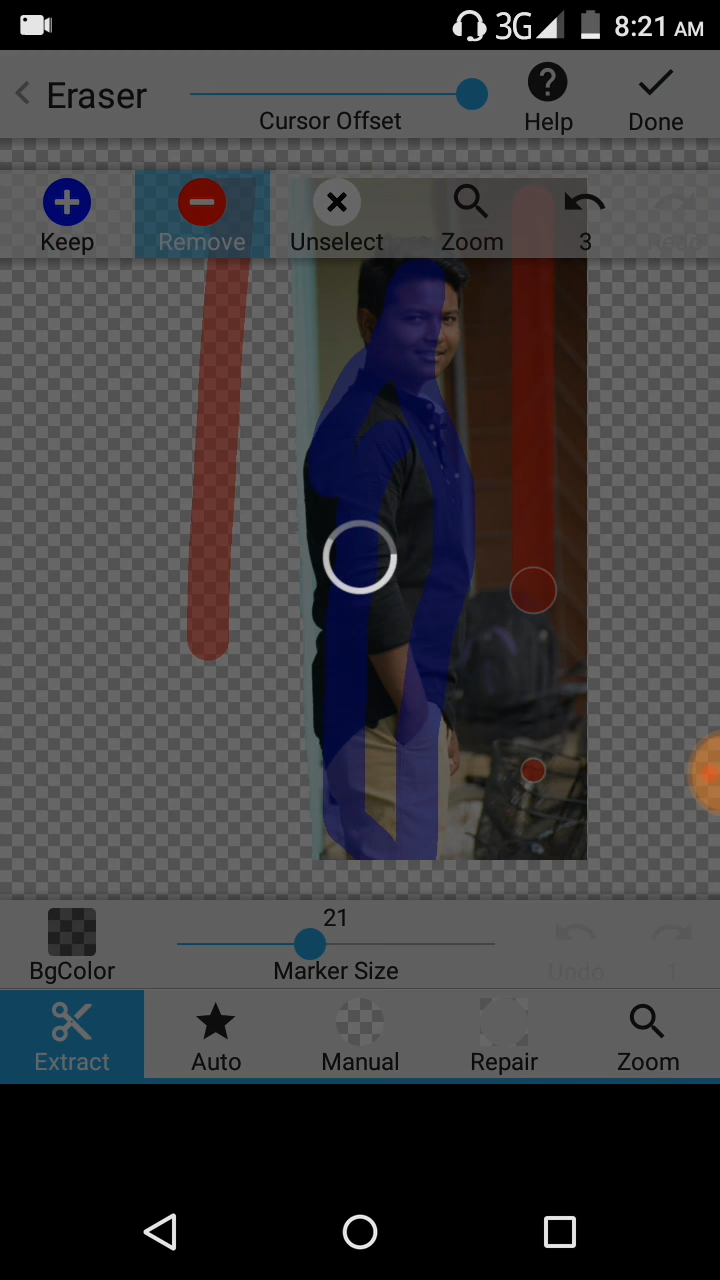 3G 8:21 AM
Eraser
Cursor Offset
Help
Done
Keep
Remove
Unselect
Zoom
3
21
BgColor
Marker Size
Undo
1
Extract
Auto
Manual
Repair
Zoom